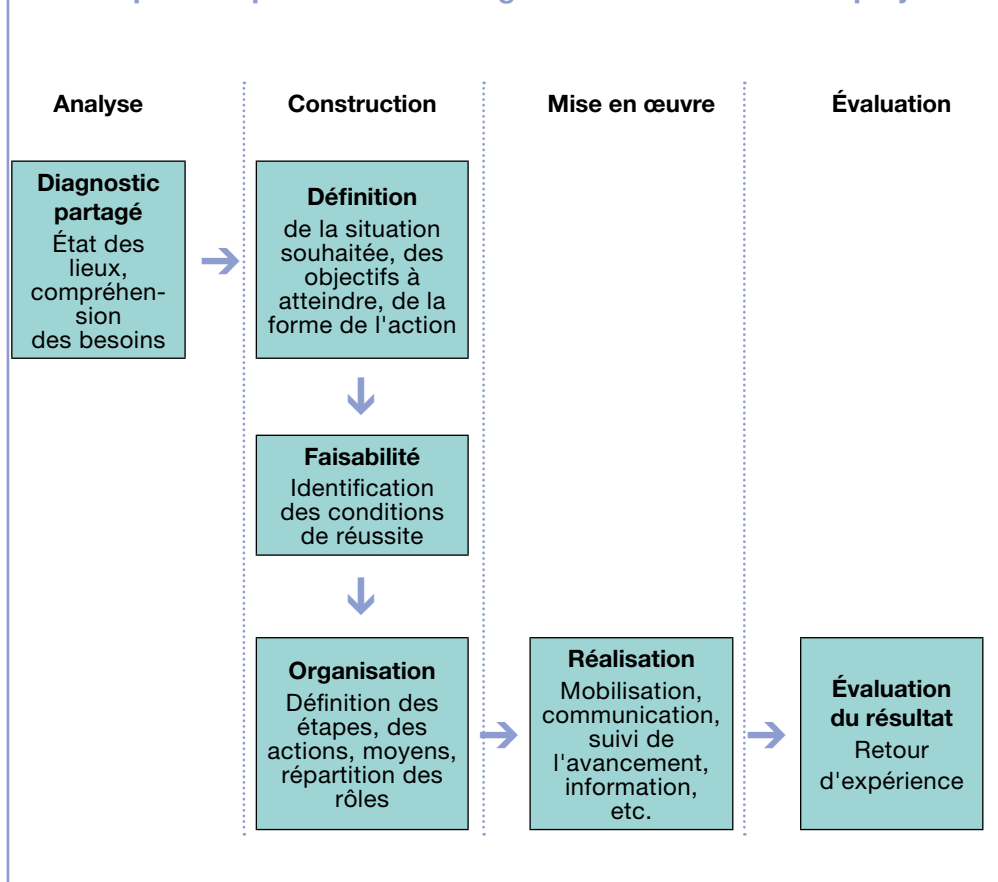 Analyse
Construction
Mise en œuvre
Évaluation
Diagnostic
partagé
État des
lieux,
compréhen-
sion
des besoins
Définition
de la situation
souhaitée, des
objectifs à
atteindre, de la
forme de l'action
Faisabilité
Identification
des conditions
de réussite
Organisation
Définition des
étapes, des
actions, moyens,
répartition des
rôles
Réalisation
Mobilisation,
communication,
suivi de
l'avancement,
information,
etc.
Évaluation
du résultat
Retour
d'expérience